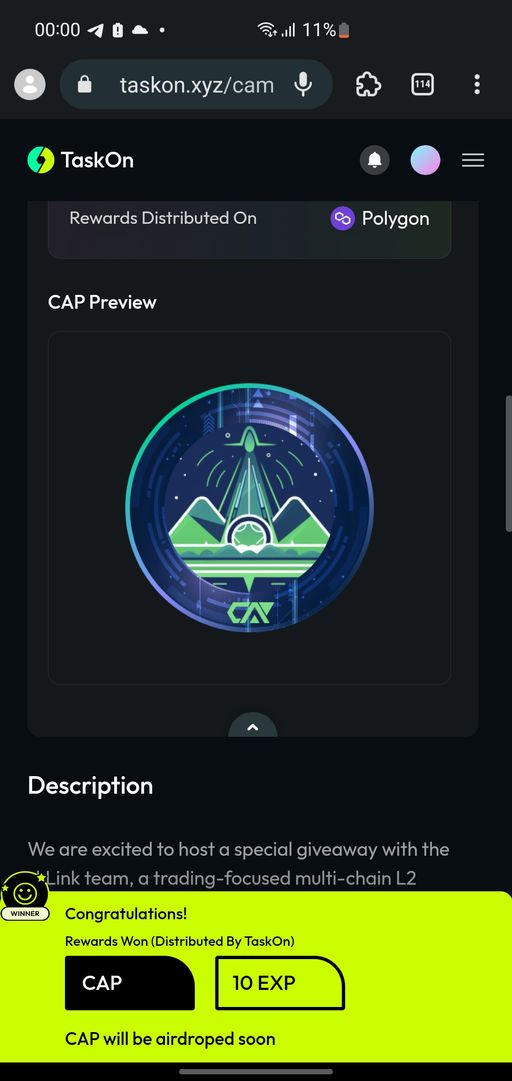 00:00 11%
taskon.xyz/cam 114
TaskOn
Rewards Distributed On Polygon
CAP Preview
CAP
Description
We are excited to host a special giveaway with the
Link team, a trading-focused multi-chain L2
WINNER
Congratulations!
Rewards Won (Distributed By TaskOn)
CAP 10 EXP
CAP will be airdroped soon